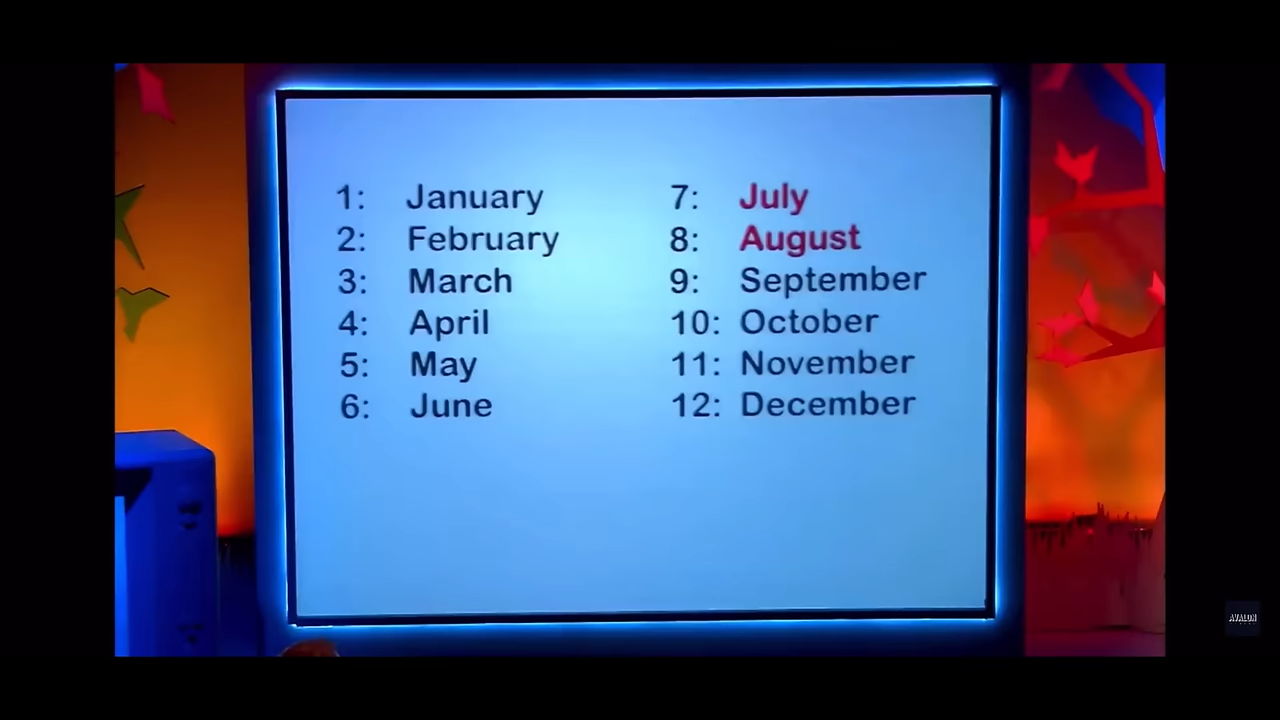 1: January
2: February
3: March
4: April
5: May
6: June
7: July
8: August
9: September
10: October
11: November
12: December
AVALON